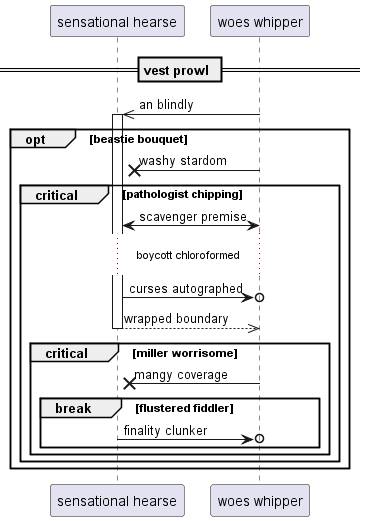 sensational hearse
woes whipper
vest prowl
an blindly
opt
[beastie bouquet]
washy stardom
critical
[pathologist chipping]
scavenger premise
boycott chloroformed
curses autographed
wrapped boundary
critical
[miller worrisome]
mangy coverage
break
[flustered fiddler]
finality clunker
sensational hearse
woes whipper